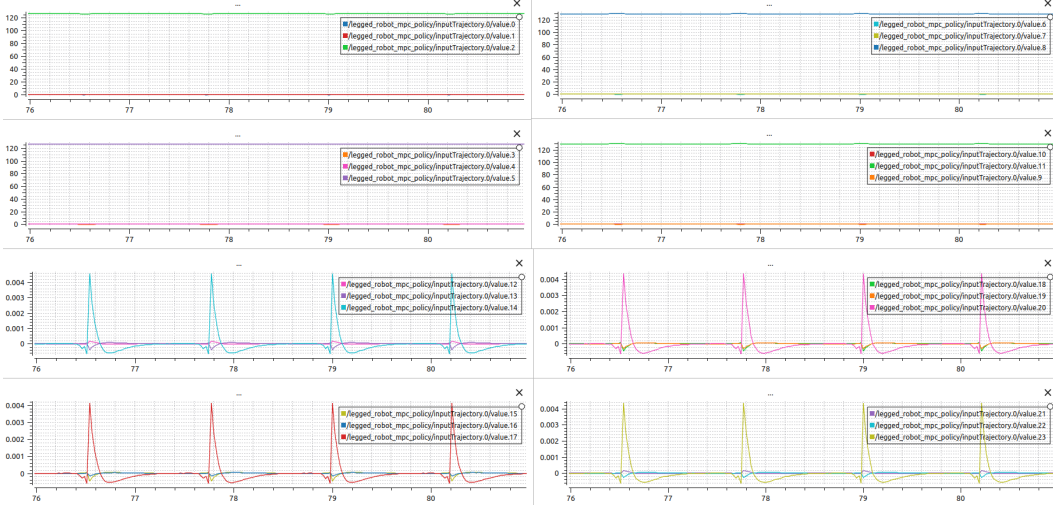 ...
120
100
80
60
40
20
0
/legged_robot_mpc_policy/inputTrajectory.0/value.0
/legged_robot_mpc_policy/inputTrajectory.0/value.1
/legged_robot_mpc_policy/inputTrajectory.0/value.2
76 77 78 79 80
...
120
100
80
60
40
20
0
/legged_robot_mpc_policy/inputTrajectory.0/value.6
/legged_robot_mpc_policy/inputTrajectory.0/value.7
/legged_robot_mpc_policy/inputTrajectory.0/value.8
76 77 78 79 80
...
120
100
80
60
40
20
0
/legged_robot_mpc_policy/inputTrajectory.0/value.3
/legged_robot_mpc_policy/inputTrajectory.0/value.4
/legged_robot_mpc_policy/inputTrajectory.0/value.5
76 77 78 79 80
...
120
100
80
60
40
20
0
/legged_robot_mpc_policy/inputTrajectory.0/value.10
/legged_robot_mpc_policy/inputTrajectory.0/value.11
/legged_robot_mpc_policy/inputTrajectory.0/value.9
76 77 78 79 80
...
0.004
0.003
0.002
0.001
0
/legged_robot_mpc_policy/inputTrajectory.0/value.12
/legged_robot_mpc_policy/inputTrajectory.0/value.13
/legged_robot_mpc_policy/inputTrajectory.0/value.14
76 77 78 79 80
...
0.004
0.003
0.002
0.001
0
/legged_robot_mpc_policy/inputTrajectory.0/value.18
/legged_robot_mpc_policy/inputTrajectory.0/value.19
/legged_robot_mpc_policy/inputTrajectory.0/value.20
76 77 78 79 80
...
0.004
0.003
0.002
0.001
0
/legged_robot_mpc_policy/inputTrajectory.0/value.15
/legged_robot_mpc_policy/inputTrajectory.0/value.16
/legged_robot_mpc_policy/inputTrajectory.0/value.17
76 77 78 79 80
...
0.004
0.003
0.002
0.001
0
/legged_robot_mpc_policy/inputTrajectory.0/value.21
/legged_robot_mpc_policy/inputTrajectory.0/value.22
/legged_robot_mpc_policy/inputTrajectory.0/value.23
76 77 78 79 80